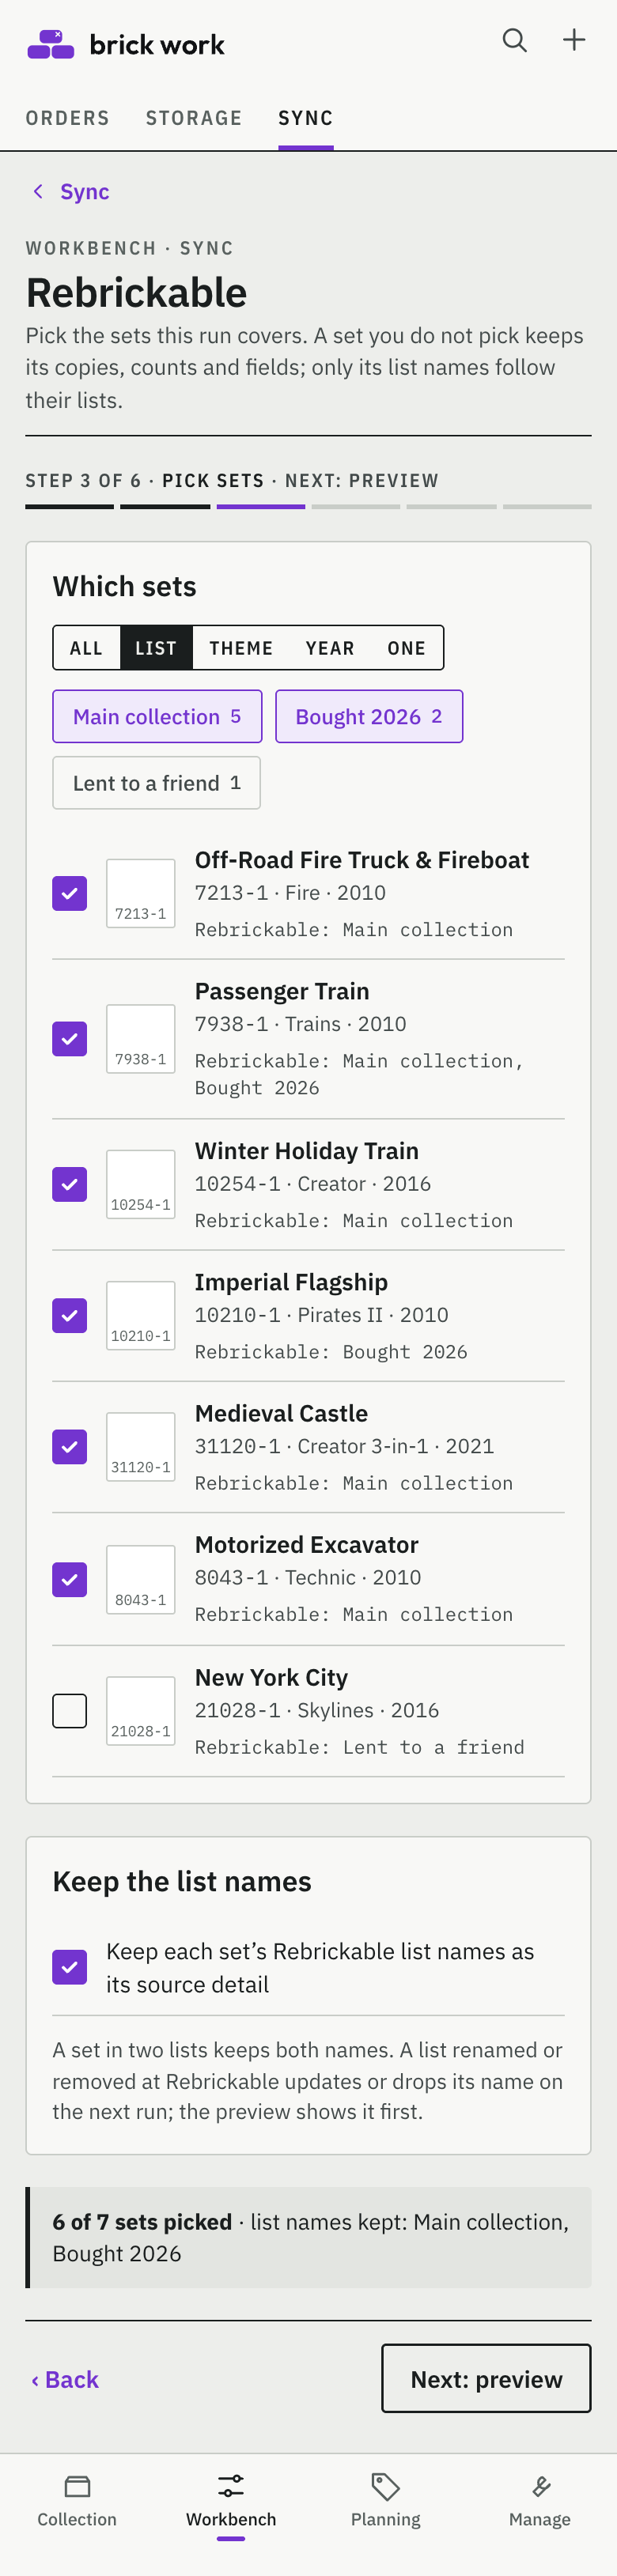 brick work
ORDERS STORAGE SYNC
Sync
WORKBENCH · SYNC
Rebrickable
Pick the sets this run covers. A set you do not pick keeps
its copies, counts and fields; only its list names follow
their lists.
STEP 3 OF 6 · PICK SETS · NEXT: PREVIEW
Which sets
ALL LIST THEME YEAR ONE
Main collection 5 Bought 2026 2
Lent to a friend 1
Off-Road Fire Truck & Fireboat
7213-1 · Fire · 2010
7213-1
Rebrickable: Main collection
Passenger Train
7938-1 · Trains · 2010
7938-1
Rebrickable: Main collection,
Bought 2026
Winter Holiday Train
10254-1 · Creator · 2016
10254-1
Rebrickable: Main collection
Imperial Flagship
10210-1 · Pirates II · 2010
10210-1
Rebrickable: Bought 2026
Medieval Castle
31120-1 · Creator 3-in-1 · 2021
31120-1
Rebrickable: Main collection
Motorized Excavator
8043-1 · Technic · 2010
8043-1
Rebrickable: Main collection
New York City
21028-1 · Skylines · 2016
21028-1
Rebrickable: Lent to a friend
Keep the list names
Keep each set’s Rebrickable list names as
its source detail
A set in two lists keeps both names. A list renamed or
removed at Rebrickable updates or drops its name on
the next run; the preview shows it first.
6 of 7 sets picked · list names kept: Main collection,
Bought 2026
‹ Back Next: preview
Collection Workbench Planning Manage